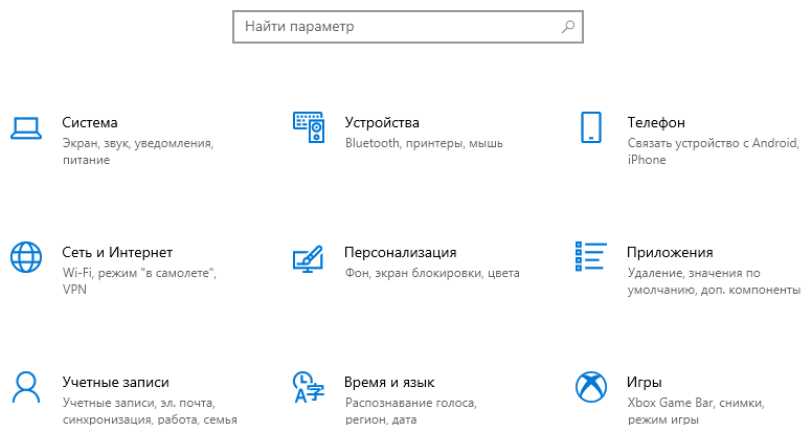 Найти параметр
Система
Экран, звук, уведомления,
питание
Устройства
Bluetooth, принтеры, мышь
Телефон
Связать устройство с Android,
iPhone
Сеть и Интернет
Wi-Fi, режим "в самолете",
VPN
Персонализация
Фон, экран блокировки, цвета
Приложения
Удаление, значения по
умолчанию, доп. компоненты
Учетные записи
Учетные записи, эл. почта,
синхронизация, работа, семья
Время и язык
Распознавание голоса,
регион, дата
Игры
Xbox Game Bar, снимки,
режим игры